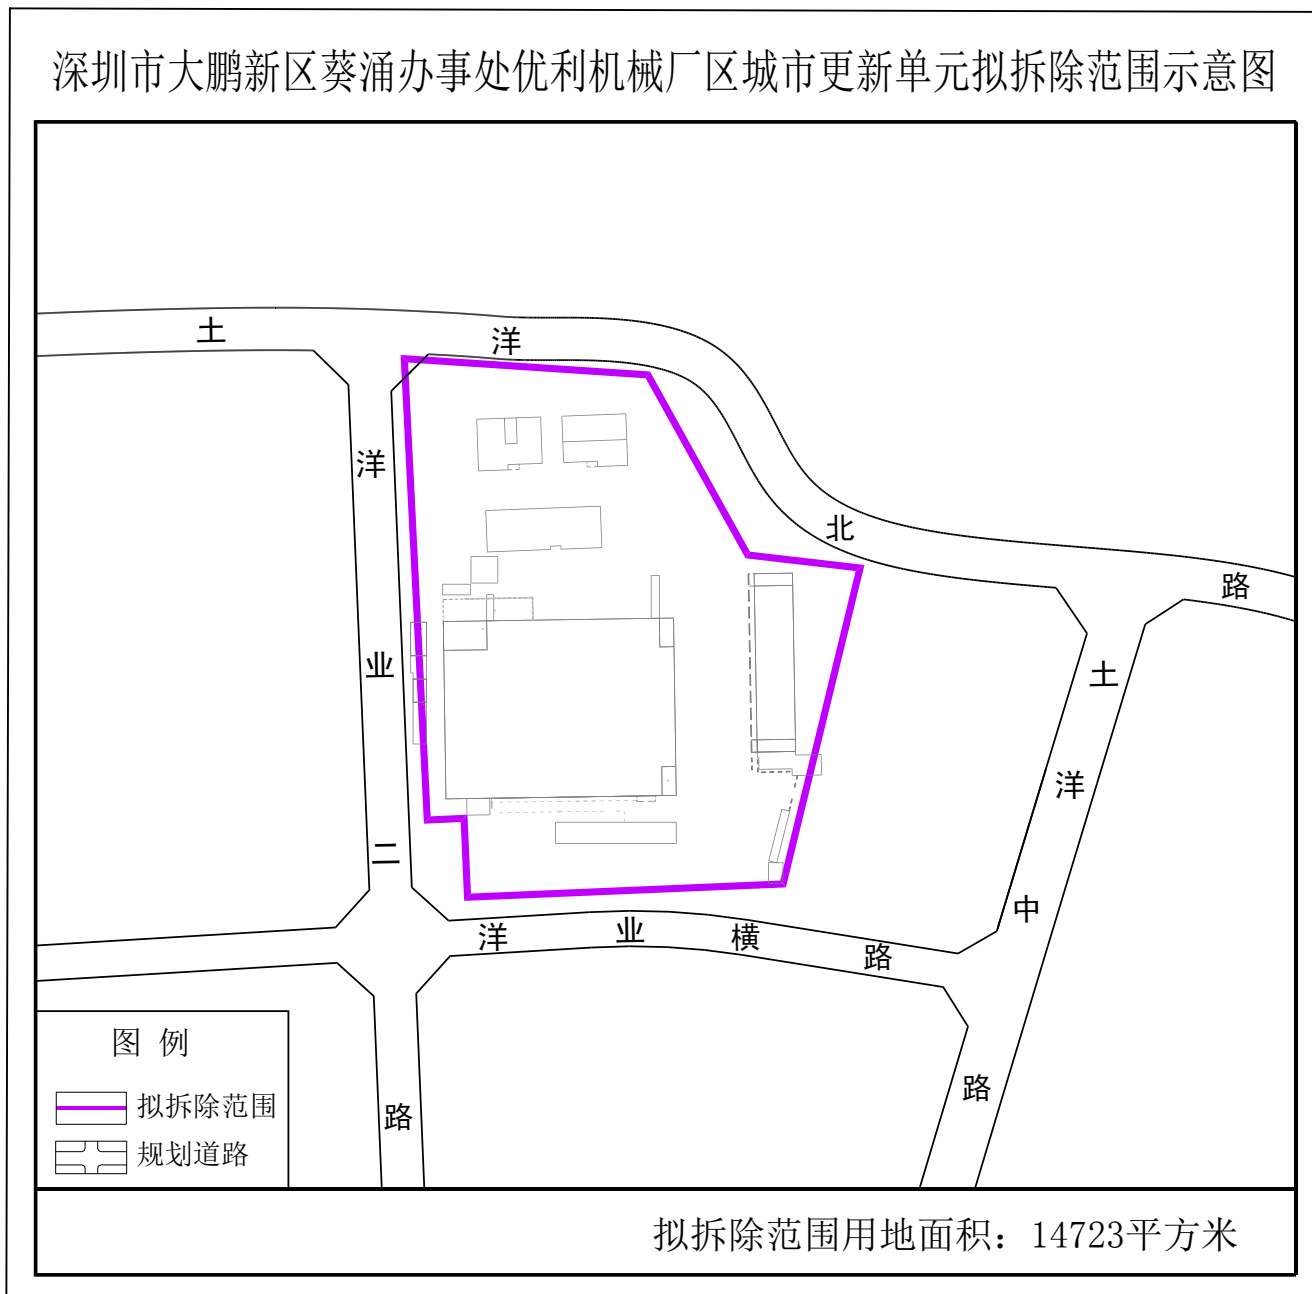 深圳市大鹏新区葵涌办事处优利机械厂区城市更新单元拟拆除范围示意图
土洋北路
洋业二路
土洋中路
洋业横路
图 例
拟拆除范围
规划道路
拟拆除范围用地面积：14723平方米